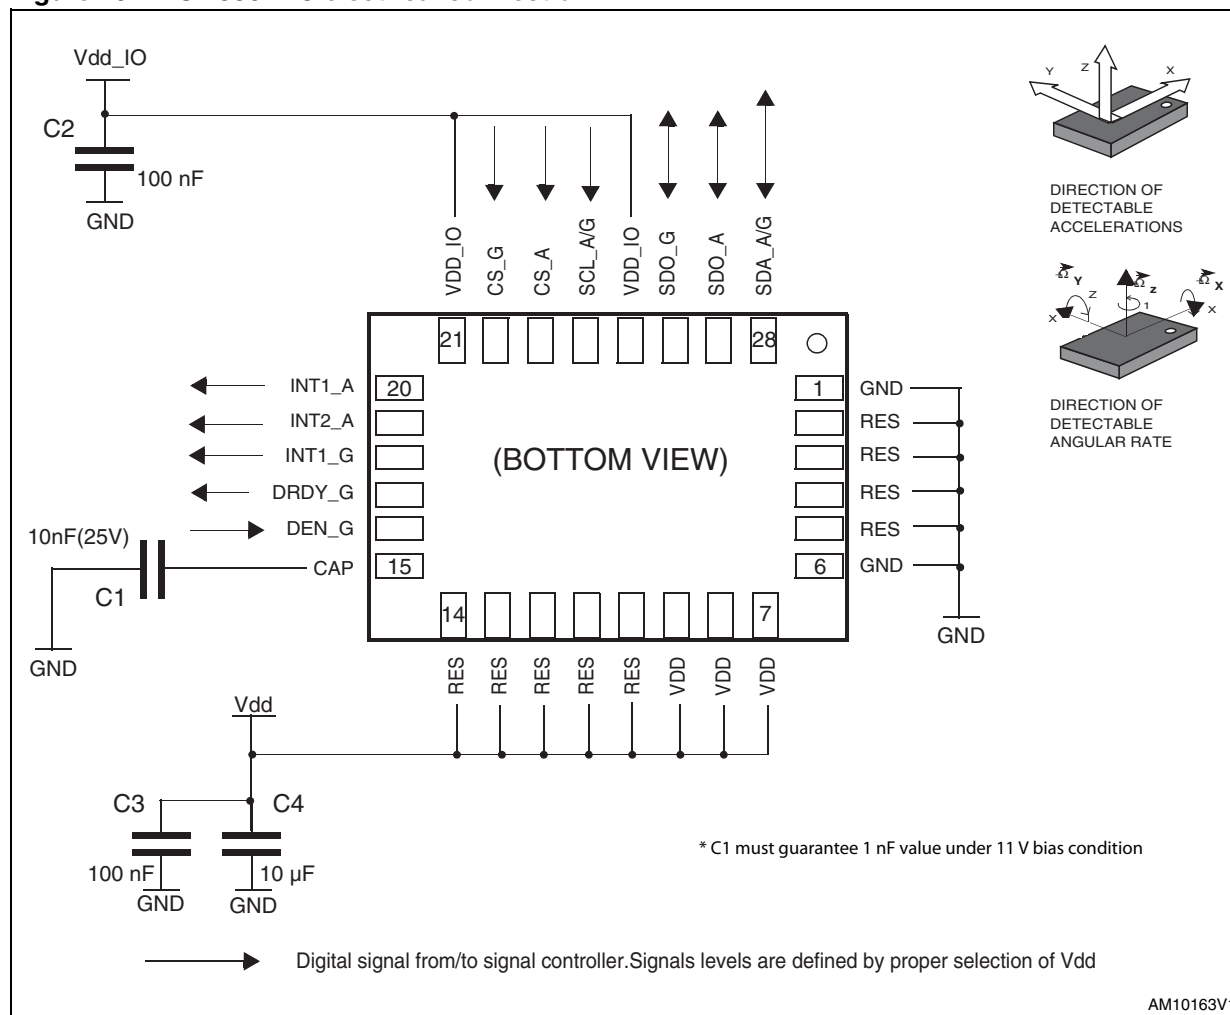 Vdd_IO
C2
100 nF
GND
VDD_IO
CS_G
CS_A
SCL_A/G
VDD_IO
SDO_G
SDO_A
SDA_A/G
Y
Z
X
DIRECTION OF
DETECTABLE
ACCELERATIONS
Ω Y
Ω z
Ω X
Z
1
X
X
DIRECTION OF
DETECTABLE
ANGULAR RATE
21
28
INT1_A
20
1
GND
INT2_A
RES
INT1_G
(BOTTOM VIEW)
RES
DRDY_G
RES
DEN_G
RES
10nF(25V)
CAP
15
6
GND
C1
GND
GND
14
7
RES
RES
RES
RES
RES
VDD
VDD
VDD
Vdd
C3
C4
100 nF
10 µF
GND
GND
* C1 must guarantee 1 nF value under 11 V bias condition
Digital signal from/to signal controller.Signals levels are defined by proper selection of Vdd